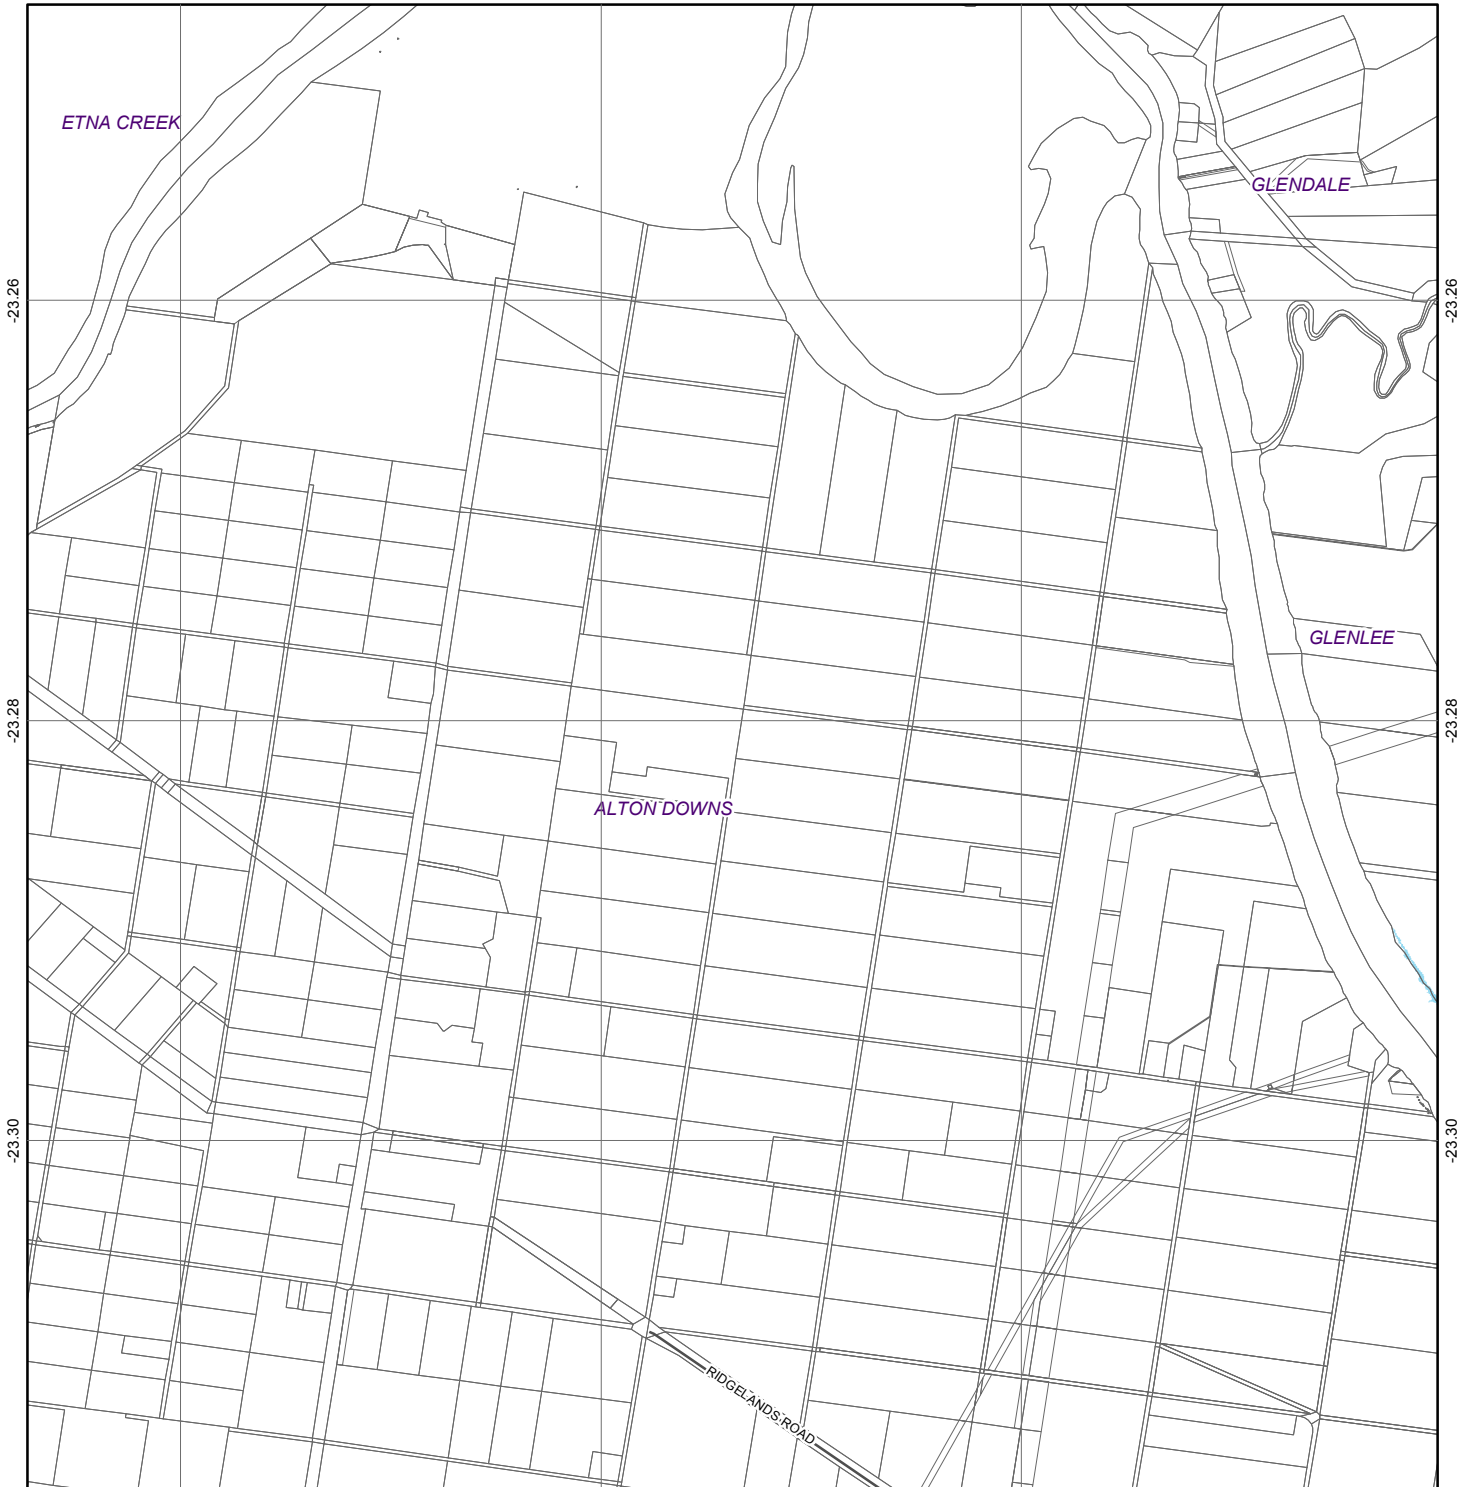 ETNA CREEK
GLENDALE
-23.26
-23.26
GLENLEE
-23.28
-23.28
ALTON DOWNS
-23.30
-23.30
RIDGELANDS ROAD